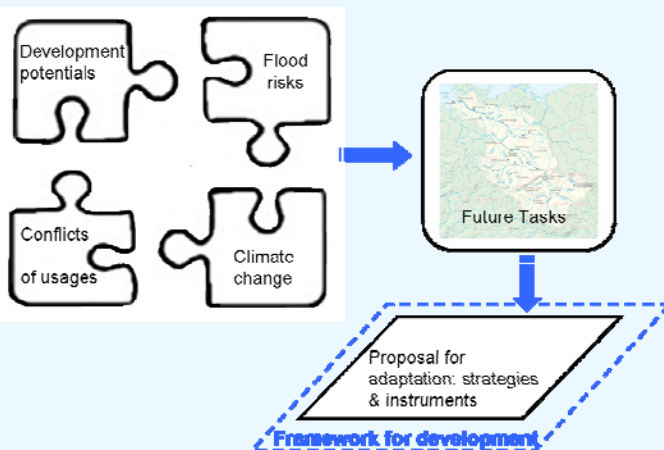 Development
potentials
Flood
risks
Conflicts
of usages
Climate
change
Future Tasks
Proposal for
adaptation: strategies
& instruments
Framework for development